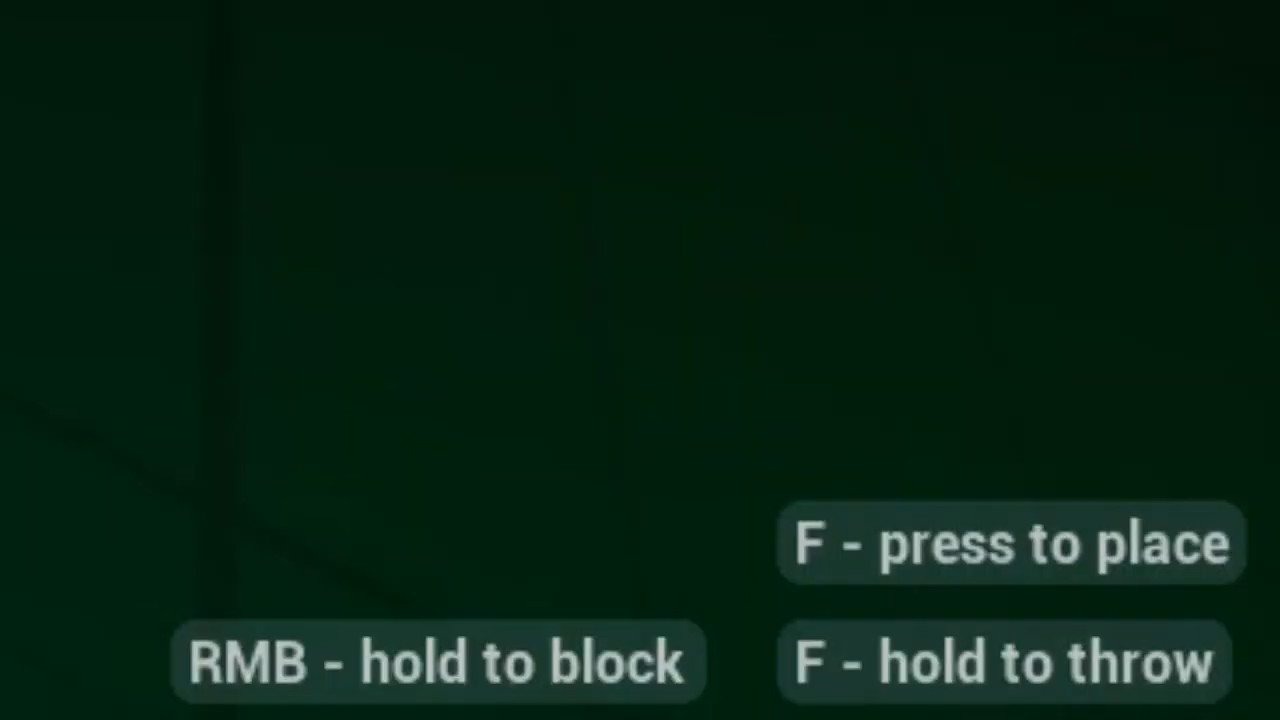 F - press to place
RMB - hold to block
F - hold to throw